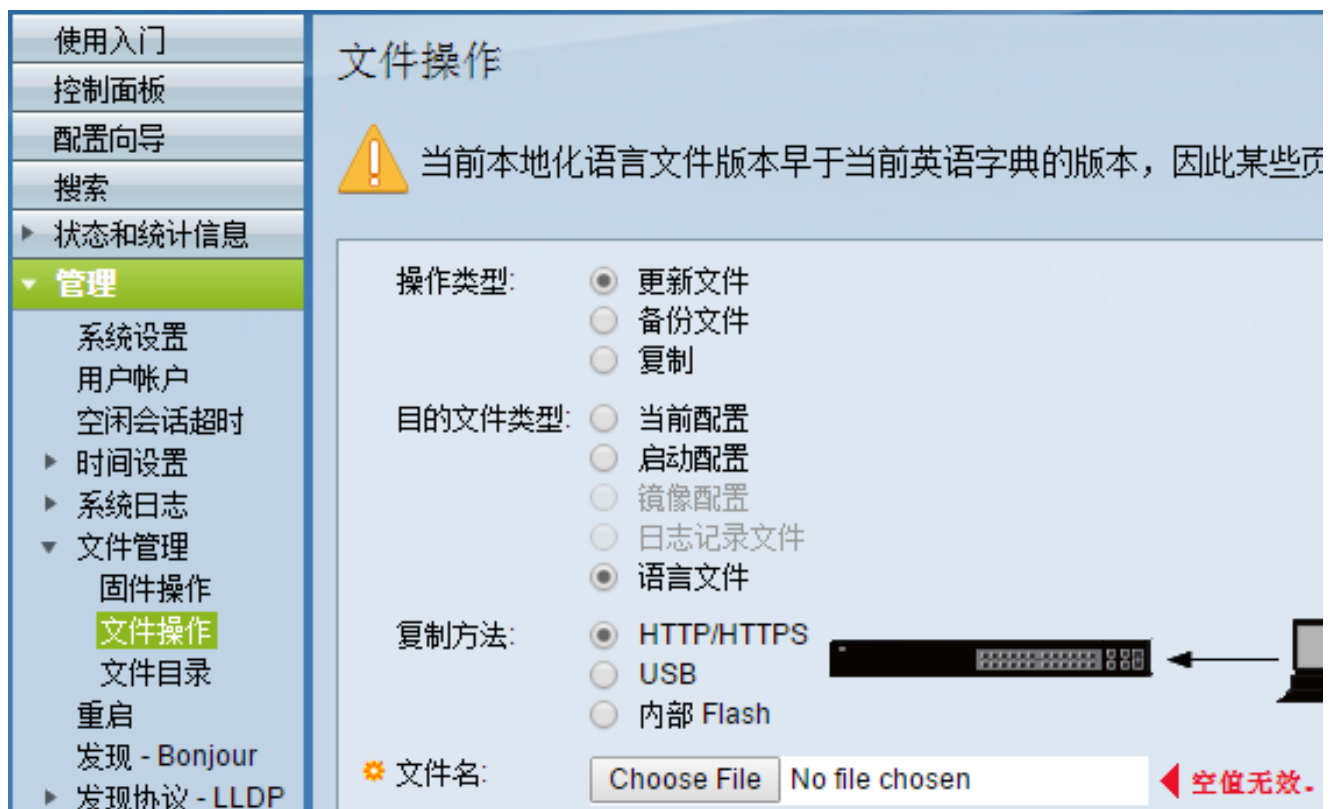 使用入门
控制面板
配置向导
搜索
状态和统计信息
管理
系统设置
用户帐户
空闲会话超时
时间设置
系统日志
文件管理
固件操作
文件操作
文件目录
重启
发现 - Bonjour
发现协议 - LLDP
文件操作
当前本地化语言文件版本早于当前英语字典的版本，因此某些页
操作类型: 更新文件
备份文件
复制
目的文件类型: 当前配置
启动配置
镜像配置
日志记录文件
语言文件
复制方法: HTTP/HTTPS
USB
内部 Flash
文件名: Choose File No file chosen 空值无效.